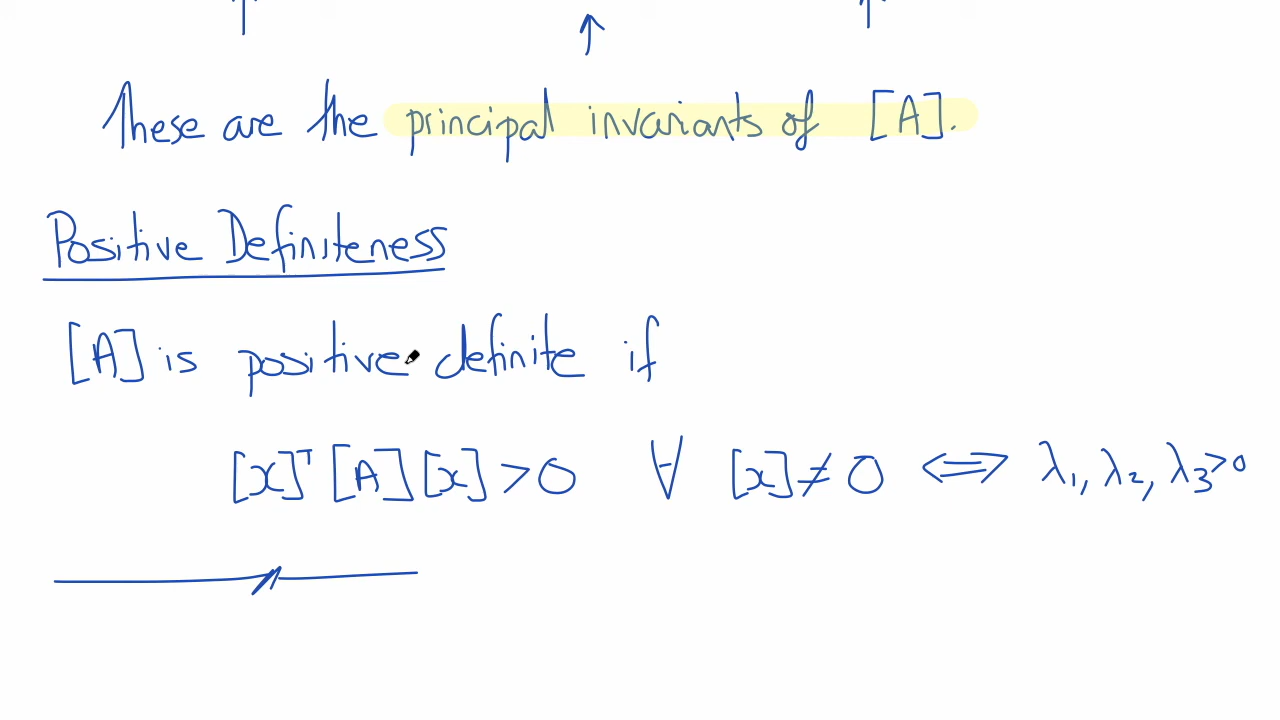 These are the principal invariants of [A].
Positive Definiteness
[A] is positive definite if
[x]ᵀ [A] [x] > 0 ∀ [x] ≠ 0 ⟺ λ₁, λ₂, λ₃ > 0